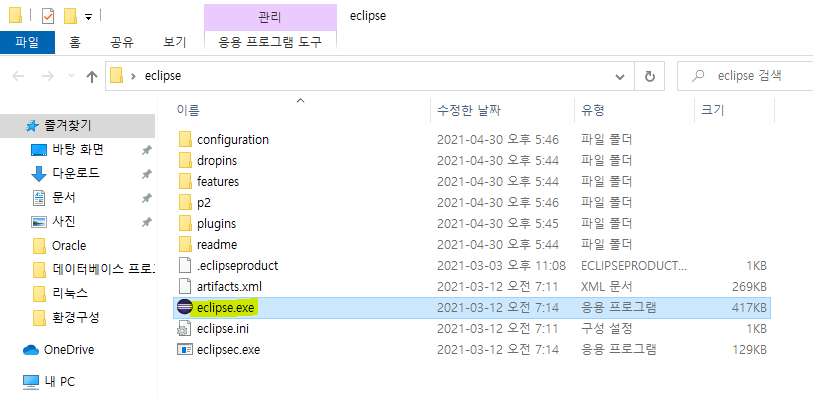 관리
eclipse
파일
홈
공유
보기
응용 프로그램 도구
eclipse
eclipse 검색
이름
수정한 날짜
유형
크기
즐겨찾기
바탕 화면
다운로드
문서
사진
Oracle
데이터베이스 프로
리눅스
환경구성
OneDrive
내 PC
configuration 2021-04-30 오후 5:46 파일 폴더
dropins 2021-04-30 오후 5:44 파일 폴더
features 2021-04-30 오후 5:44 파일 폴더
p2 2021-04-30 오후 5:46 파일 폴더
plugins 2021-04-30 오후 5:45 파일 폴더
readme 2021-04-30 오후 5:44 파일 폴더
.eclipseproduct 2021-03-03 오후 11:08 ECLIPSEPRODUCT... 1KB
artifacts.xml 2021-03-12 오전 7:11 XML 문서 269KB
eclipse.exe 2021-03-12 오전 7:14 응용 프로그램 417KB
eclipse.ini 2021-03-12 오전 7:11 구성 설정 1KB
eclipsec.exe 2021-03-12 오전 7:14 응용 프로그램 129KB